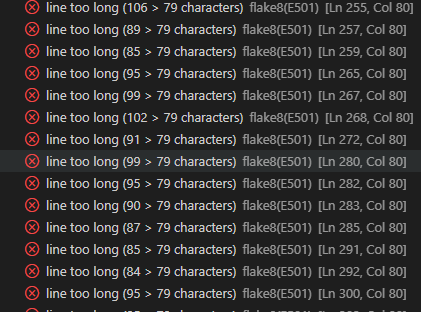 line too long (106 > 79 characters) flake8(E501) [Ln 255, Col 80]
line too long (89 > 79 characters) flake8(E501) [Ln 257, Col 80]
line too long (85 > 79 characters) flake8(E501) [Ln 259, Col 80]
line too long (95 > 79 characters) flake8(E501) [Ln 265, Col 80]
line too long (99 > 79 characters) flake8(E501) [Ln 267, Col 80]
line too long (102 > 79 characters) flake8(E501) [Ln 268, Col 80]
line too long (91 > 79 characters) flake8(E501) [Ln 272, Col 80]
line too long (99 > 79 characters) flake8(E501) [Ln 280, Col 80]
line too long (95 > 79 characters) flake8(E501) [Ln 282, Col 80]
line too long (90 > 79 characters) flake8(E501) [Ln 283, Col 80]
line too long (87 > 79 characters) flake8(E501) [Ln 285, Col 80]
line too long (85 > 79 characters) flake8(E501) [Ln 291, Col 80]
line too long (84 > 79 characters) flake8(E501) [Ln 292, Col 80]
line too long (95 > 79 characters) flake8(E501) [Ln 300, Col 80]